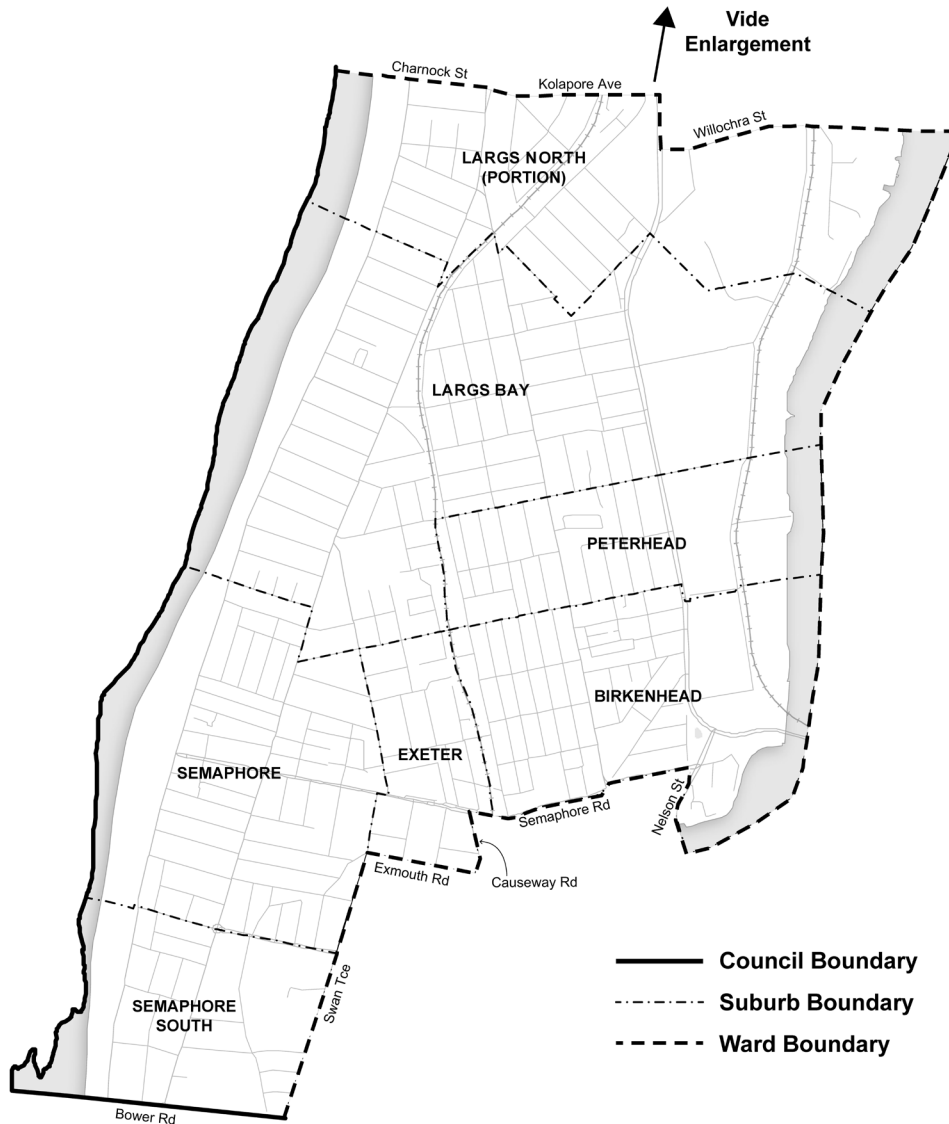 Vide
Enlargement
Charnock St
Kolapore Ave
Willochra St
LARGS NORTH
(PORTION)
LARGS BAY
PETERHEAD
BIRKENHEAD
EXETER
SEMAPHORE
Semaphore Rd
Nelson St
Exmouth Rd
Causeway Rd
Swan Tce
SEMAPHORE
SOUTH
Bower Rd
Council Boundary
Suburb Boundary
Ward Boundary